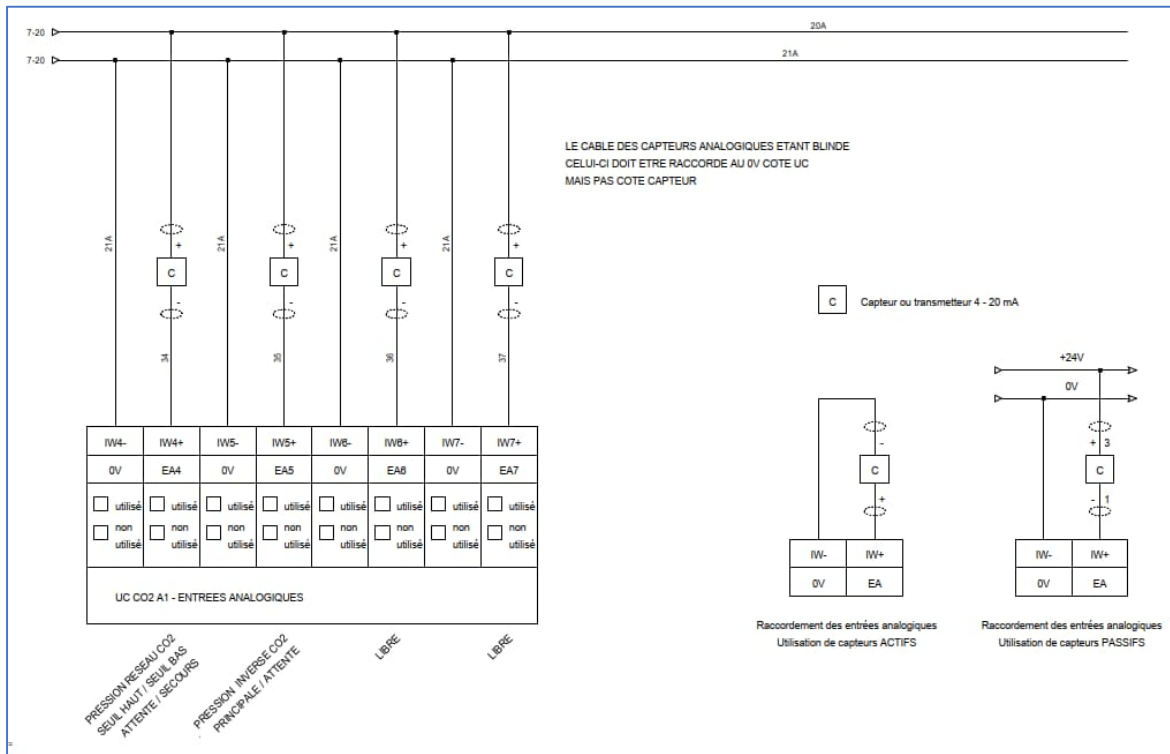 7-20
20A
7-20
21A
LE CABLE DES CAPTEURS ANALOGIQUES ETANT BLINDE
CELUI-CI DOIT ETRE RACCORDE AU 0V COTE UC
MAIS PAS COTE CAPTEUR
21A
+
C
-
34
21A
+
C
-
35
21A
+
C
-
36
21A
+
C
-
37
C Capteur ou transmetteur 4 - 20 mA
+24V
0V
-
C
+
+ 3
C
- 1
IW4- IW4+ IW5- IW5+ IW6- IW6+ IW7- IW7+
0V EA4 0V EA5 0V EA6 0V EA7
utilisé utilisé utilisé utilisé utilisé utilisé utilisé utilisé
non non non non non non non non
utilisé utilisé utilisé utilisé utilisé utilisé utilisé utilisé
UC CO2 A1 - ENTREES ANALOGIQUES
PRESSION RESEAU CO2
SEUIL HAUT / SEUIL BAS
ATTENTE / SECOURS
PRESSION INVERSE CO2
PRINCIPALE / ATTENTE
LIBRE
LIBRE
IW- IW+
0V EA
Raccordement des entrées analogiques
Utilisation de capteurs ACTIFS
IW- IW+
0V EA
Raccordement des entrées analogiques
Utilisation de capteurs PASSIFS